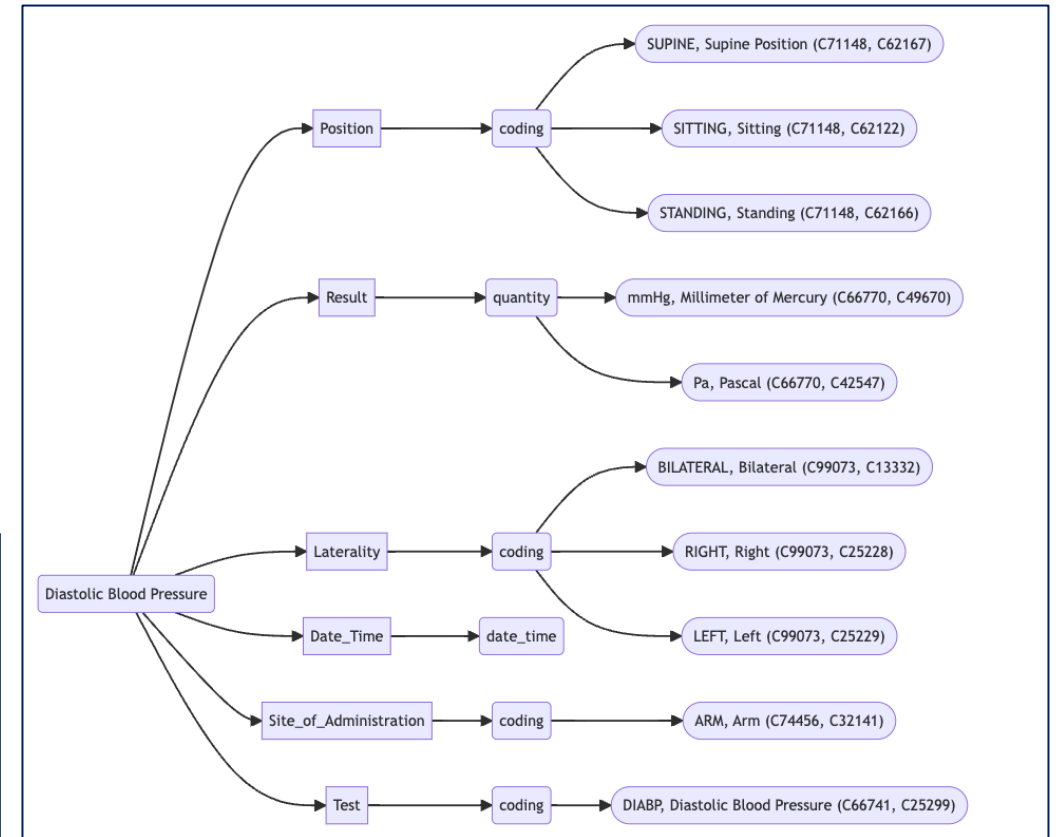 SUPINE, Supine Position (C71148, C62167)
Position
coding
SITTING, Sitting (C71148, C62122)
STANDING, Standing (C71148, C62166)
Result
quantity
mmHg, Millimeter of Mercury (C66770, C49670)
Pa, Pascal (C66770, C42547)
BILATERAL, Bilateral (C99073, C13332)
Laterality
coding
RIGHT, Right (C99073, C25228)
Diastolic Blood Pressure
Date_Time
date_time
LEFT, Left (C99073, C25229)
Site_of_Administration
coding
ARM, Arm (C74456, C32141)
Test
coding
DIABP, Diastolic Blood Pressure (C66741, C25299)